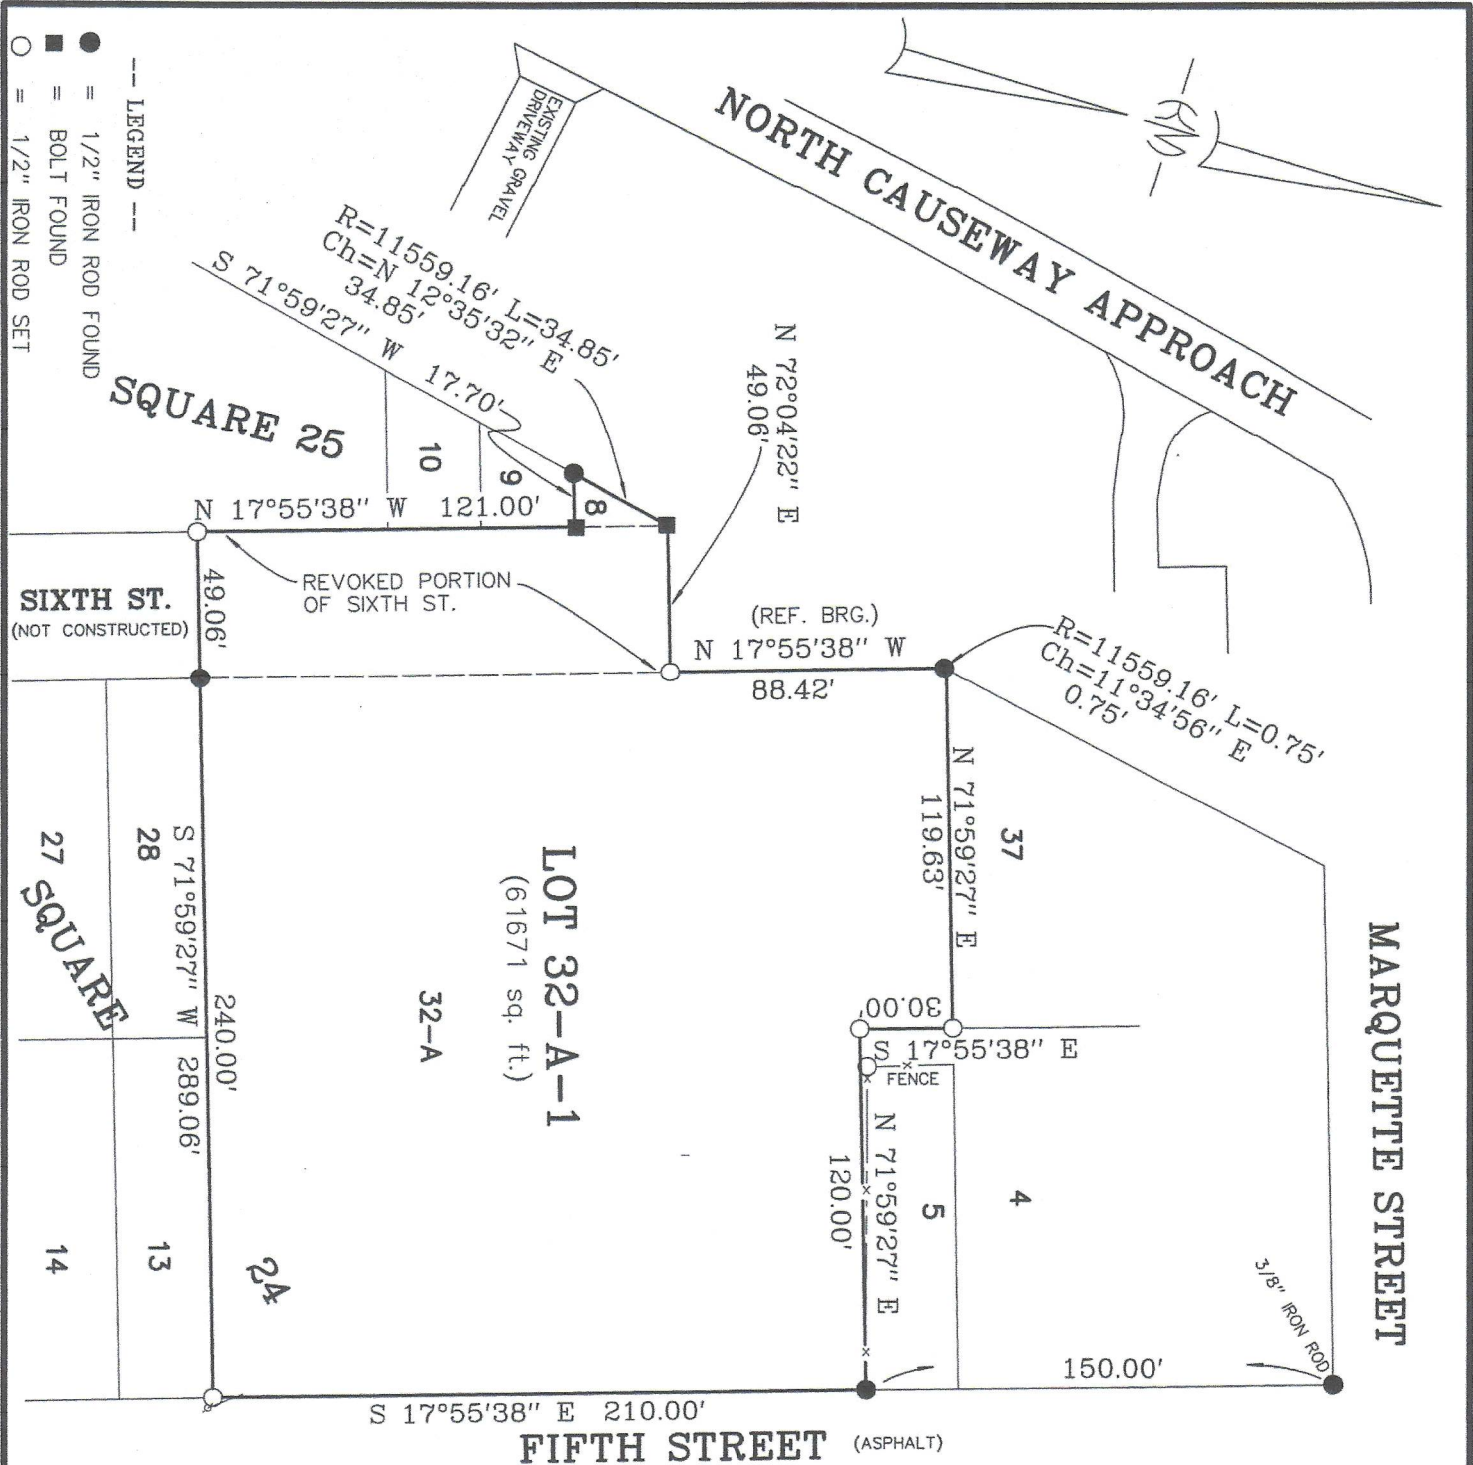 -- LEGEND --
● = 1/2" IRON ROD FOUND
■ = BOLT FOUND
○ = 1/2" IRON ROD SET
N
NORTH CAUSEWAY APPROACH
EXISTING GRAVEL
DRIVEWAY
R=11559.16' L=34.85'
Ch=N 12°35'32" E
34.85'
S 71°59'27" W 17.70'
N 72°04'22" E
49.06'
SQUARE 25
10
9
8
N 17°55'38" W 121.00'
SIXTH ST.
(NOT CONSTRUCTED)
49.06'
REVOKED PORTION
OF SIXTH ST.
(REF. BRG.)
N 17°55'38" W
88.42'
R=11559.16' L=0.75'
Ch=11°34'56" E
0.75'
N 71°59'27" E
119.63'
37
MARQUETTE STREET
LOT 32-A-1
(61671 sq. ft.)
32-A
28
27
SQUARE
24
S 71°59'27" W 289.06'
240.00'
13
14
30.00'
S 17°55'38" E
FENCE
N 71°59'27" E
120.00'
5
4
3/8" IRON ROD
150.00'
S 17°55'38" E 210.00'
FIFTH STREET (ASPHALT)